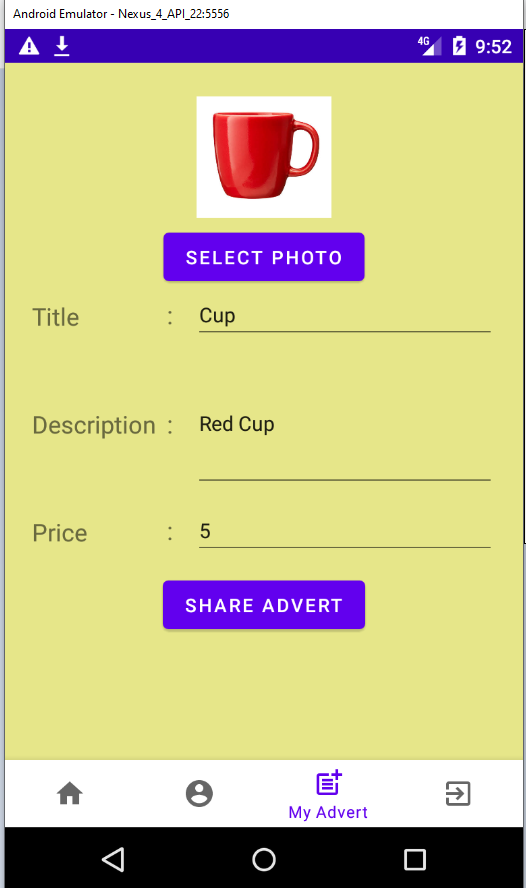 Android Emulator - Nexus_4_API_22:5556
4G 9:52
SELECT PHOTO
Title : Cup
Description : Red Cup
Price : 5
SHARE ADVERT
My Advert